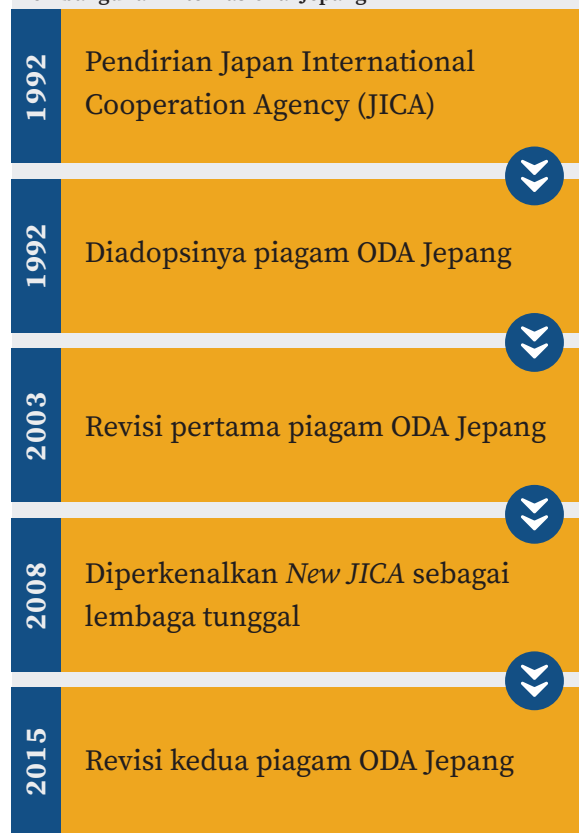 1992
Pendirian Japan International
Cooperation Agency (JICA)
1992
Diadopsinya piagam ODA Jepang
2003
Revisi pertama piagam ODA Jepang
2008
Diperkenalkan New JICA sebagai
lembaga tunggal
2015
Revisi kedua piagam ODA Jepang